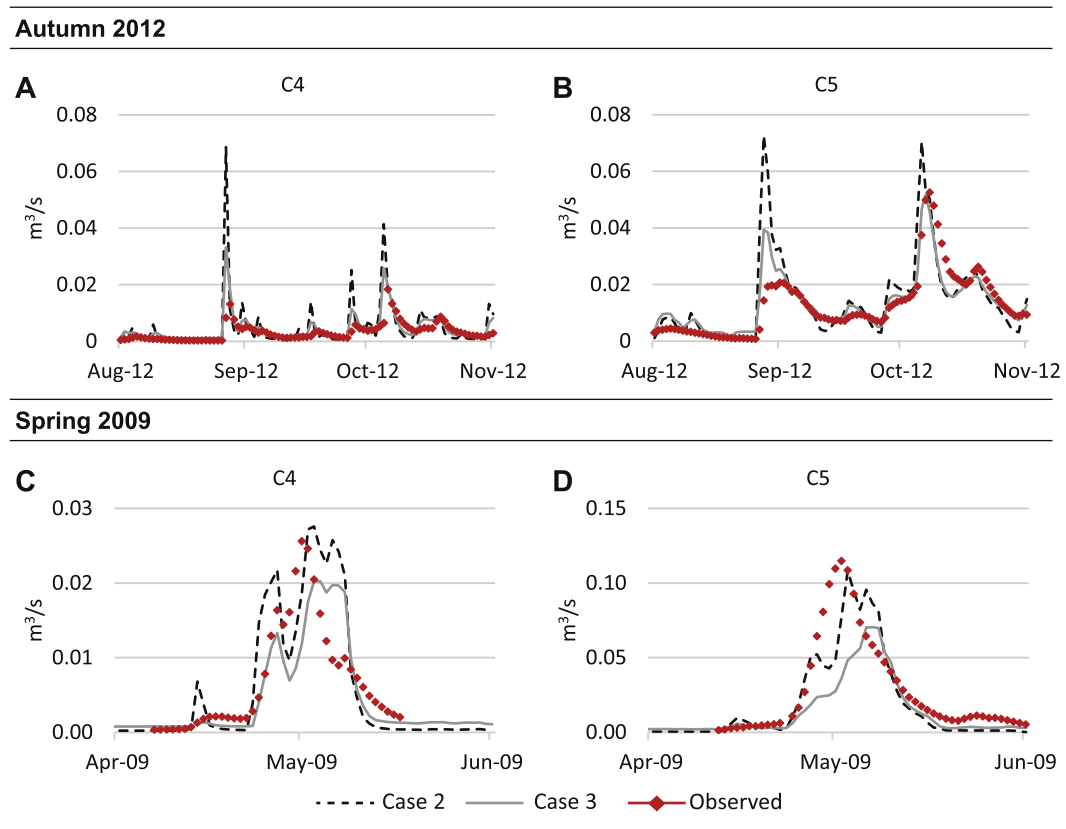 Autumn 2012
A
C4
m³/s
0.08
0.06
0.04
0.02
0
Aug-12 Sep-12 Oct-12 Nov-12
B
C5
m³/s
0.08
0.06
0.04
0.02
0
Aug-12 Sep-12 Oct-12 Nov-12
Spring 2009
C
C4
m³/s
0.03
0.02
0.01
0.00
Apr-09 May-09 Jun-09
D
C5
m³/s
0.15
0.10
0.05
0.00
Apr-09 May-09 Jun-09
Case 2 Case 3 Observed